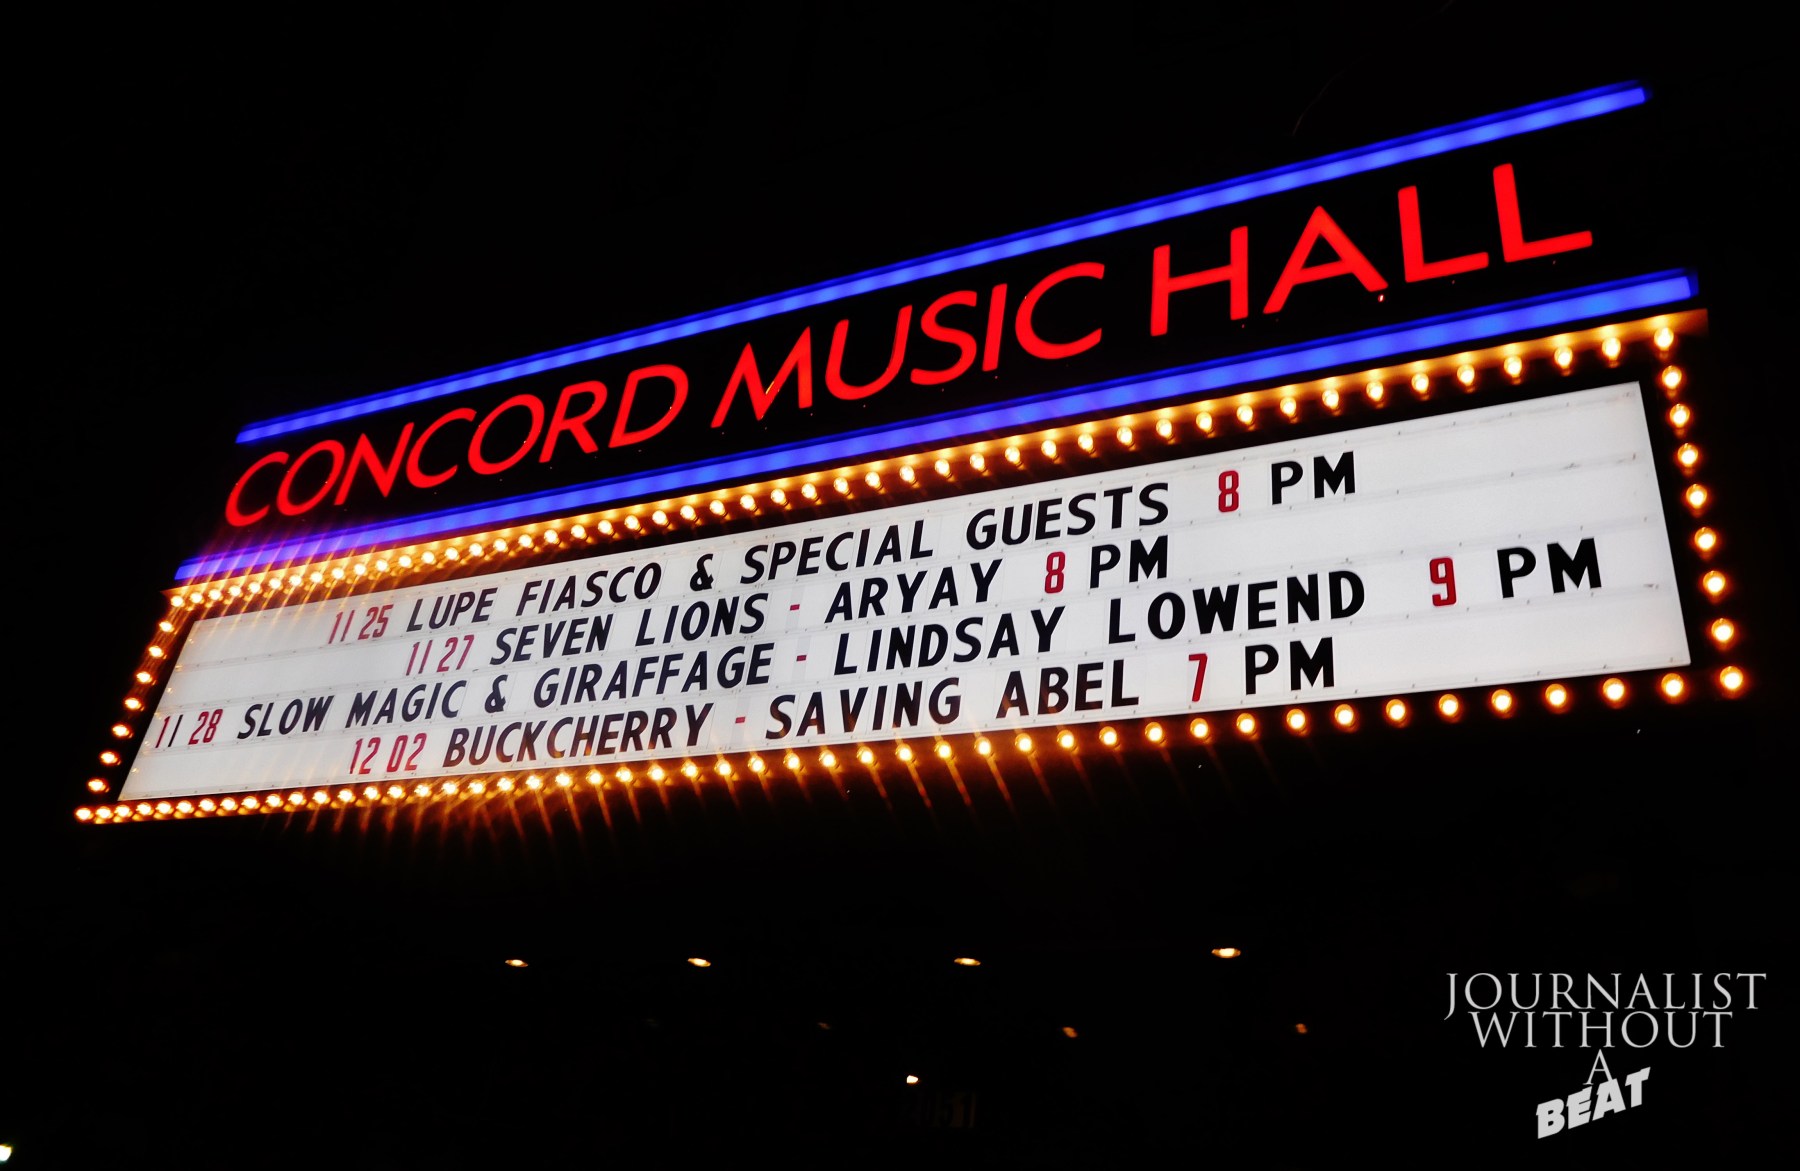 CONCORD MUSIC HALL
11 25 LUPE FIASCO & SPECIAL GUESTS 8 PM
11 27 SEVEN LIONS - ARYAY 8 PM
11 28 SLOW MAGIC & GIRAFFAGE - LINDSAY LOWEND 9 PM
12 02 BUCKCHERRY - SAVING ABEL 7 PM
JOURNALIST
WITHOUT
A
BEAT